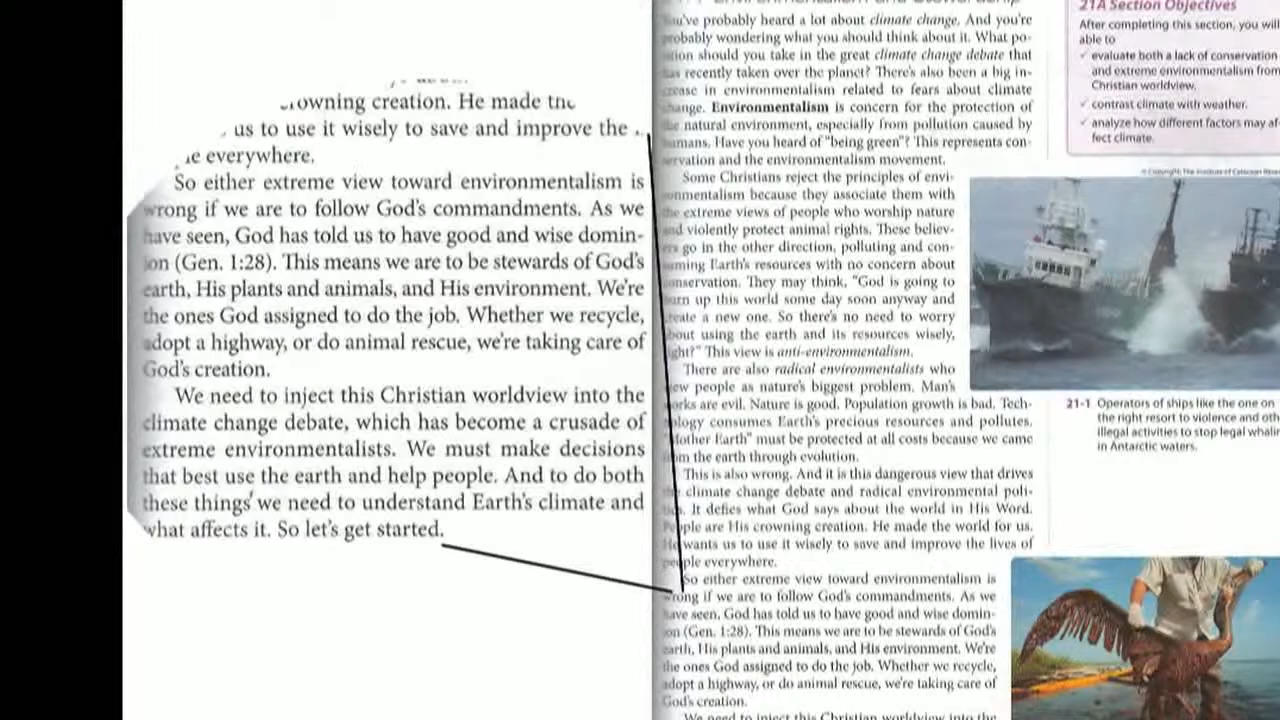 owning creation. He made the
us to use it wisely to save and improve the
everywhere.
So either extreme view toward environmentalism is
wrong if we are to follow God's commandments. As we
have seen, God has told us to have good and wise domin-
ion (Gen. 1:28). This means we are to be stewards of God's
earth, His plants and animals, and His environment. We're
the ones God assigned to do the job. Whether we recycle,
adopt a highway, or do animal rescue, we're taking care of
God's creation.
We need to inject this Christian worldview into the
climate change debate, which has become a crusade of
extreme environmentalists. We must make decisions
that best use the earth and help people. And to do both
these things we need to understand Earth's climate and
what affects it. So let's get started.
You've probably heard a lot about climate change. And you're
probably wondering what you should think about it. What po-
sition should you take in the great climate change debate that
has recently taken over the planet? There's also been a big in-
crease in environmentalism related to fears about climate
change. Environmentalism is concern for the protection of
the natural environment, especially from pollution caused by
humans. Have you heard of "being green"? This represents con-
servation and the environmentalism movement.
Some Christians reject the principles of envi-
ronmentalism because they associate them with
the extreme views of people who worship nature
and violently protect animal rights. These believ-
ers go in the other direction, polluting and con-
suming Earth's resources with no concern about
conservation. They may think, "God is going to
burn up this world some day soon anyway and
create a new one. So there's no need to worry
about using the earth and its resources wisely,
right?" This view is anti-environmentalism.
There are also radical environmentalists who
view people as nature's biggest problem. Man's
works are evil. Nature is good. Population growth is bad. Tech-
nology consumes Earth's precious resources and pollutes.
"Mother Earth" must be protected at all costs because we came
from the earth through evolution.
This is also wrong. And it is this dangerous view that drives
the climate change debate and radical environmental poli-
tics. It defies what God says about the world in His Word.
People are His crowning creation. He made the world for us.
He wants us to use it wisely to save and improve the lives of
people everywhere.
So either extreme view toward environmentalism is
wrong if we are to follow God's commandments. As we
have seen, God has told us to have good and wise domin-
ion (Gen. 1:28). This means we are to be stewards of God's
earth, His plants and animals, and His environment. We're
the ones God assigned to do the job. Whether we recycle,
adopt a highway, or do animal rescue, we're taking care of
God's creation.
We need to inject this Christian worldview into the
21A Section Objectives
After completing this section, you will
able to
✓ evaluate both a lack of conservation
and extreme environmentalism from
Christian worldview.
✓ contrast climate with weather.
✓ analyze how different factors may af-
fect climate.
21-1 Operators of ships like the one on
the right resort to violence and oth
illegal activities to stop legal whalin
in Antarctic waters.